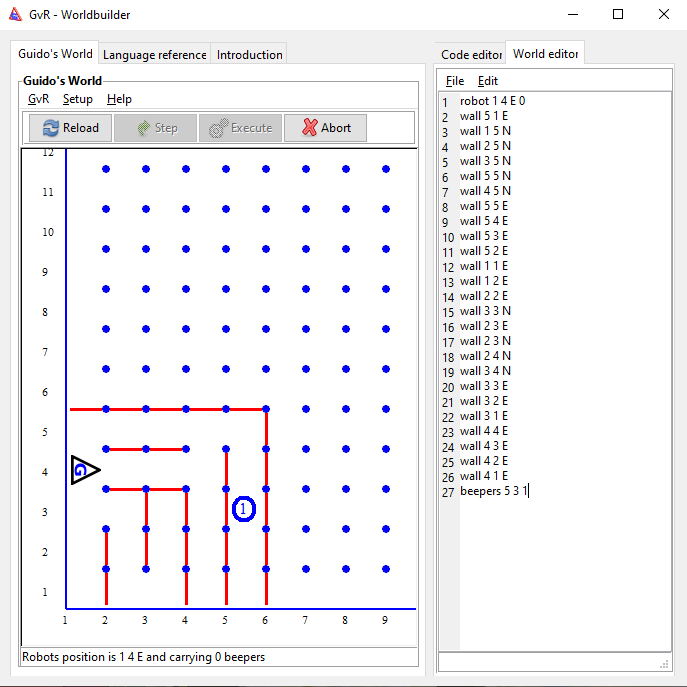 GvR - Worldbuilder
Guido's World
Language reference
Introduction
Guido's World
GvR Setup Help
Reload Step Execute Abort
12
11
10
9
8
7
6
5
4
3
2
1
G
1
1 2 3 4 5 6 7 8 9
Robots position is 1 4 E and carrying 0 beepers
Code editor
World editor
File Edit
1 robot 1 4 E 0
2 wall 5 1 E
3 wall 1 5 N
4 wall 2 5 N
5 wall 3 5 N
6 wall 5 5 N
7 wall 4 5 N
8 wall 5 5 E
9 wall 5 4 E
10 wall 5 3 E
11 wall 5 2 E
12 wall 1 1 E
13 wall 1 2 E
14 wall 2 2 E
15 wall 3 3 N
16 wall 2 3 E
17 wall 2 3 N
18 wall 2 4 N
19 wall 3 4 N
20 wall 3 3 E
21 wall 3 2 E
22 wall 3 1 E
23 wall 4 4 E
24 wall 4 3 E
25 wall 4 2 E
26 wall 4 1 E
27 beepers 5 3 1